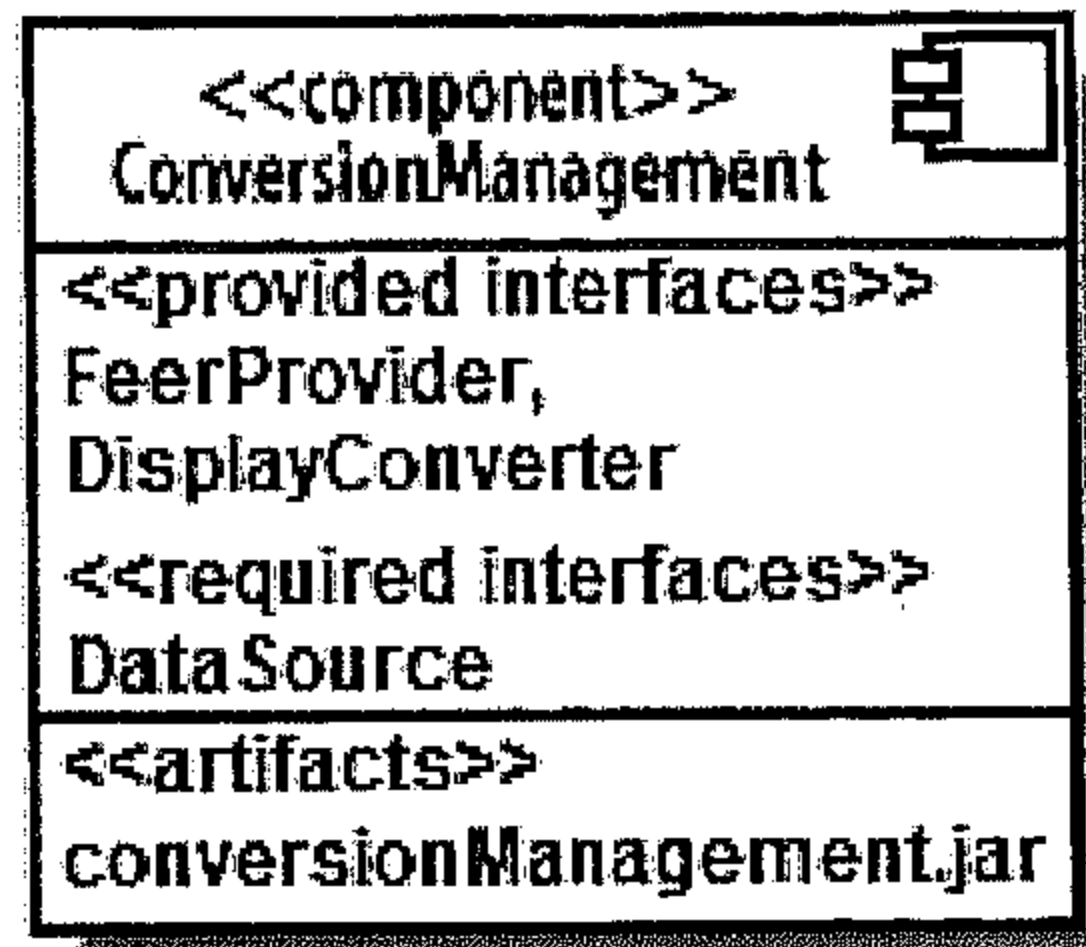 <<component>>
ConversionManagement
<<provided interfaces>>
FeerProvider,
DisplayConverter
<<required interfaces>>
DataSource
<<artifacts>>
conversionManagement.jar